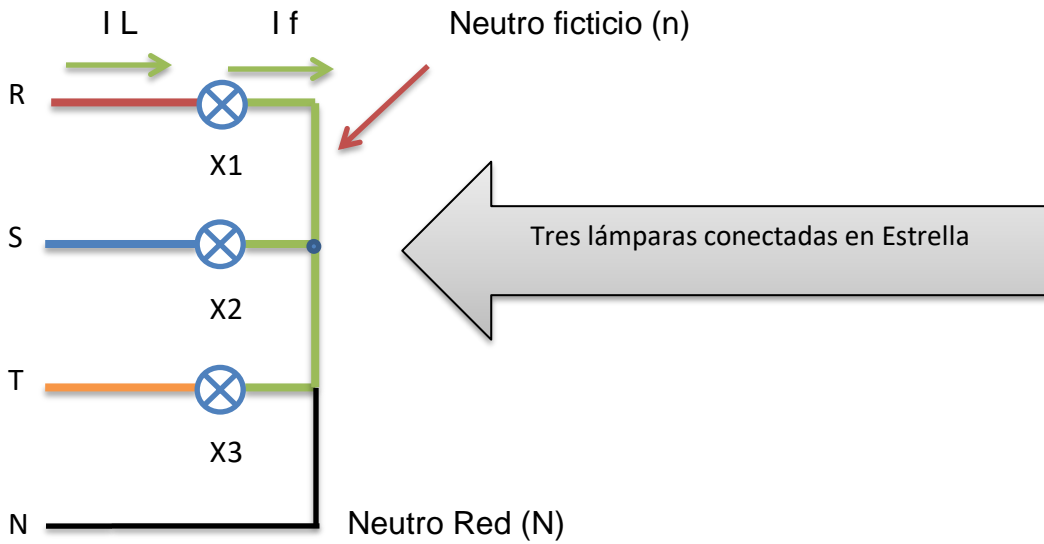 I L
I f
Neutro ficticio (n)
R
X1
S
Tres lámparas conectadas en Estrella
X2
T
X3
N
Neutro Red (N)